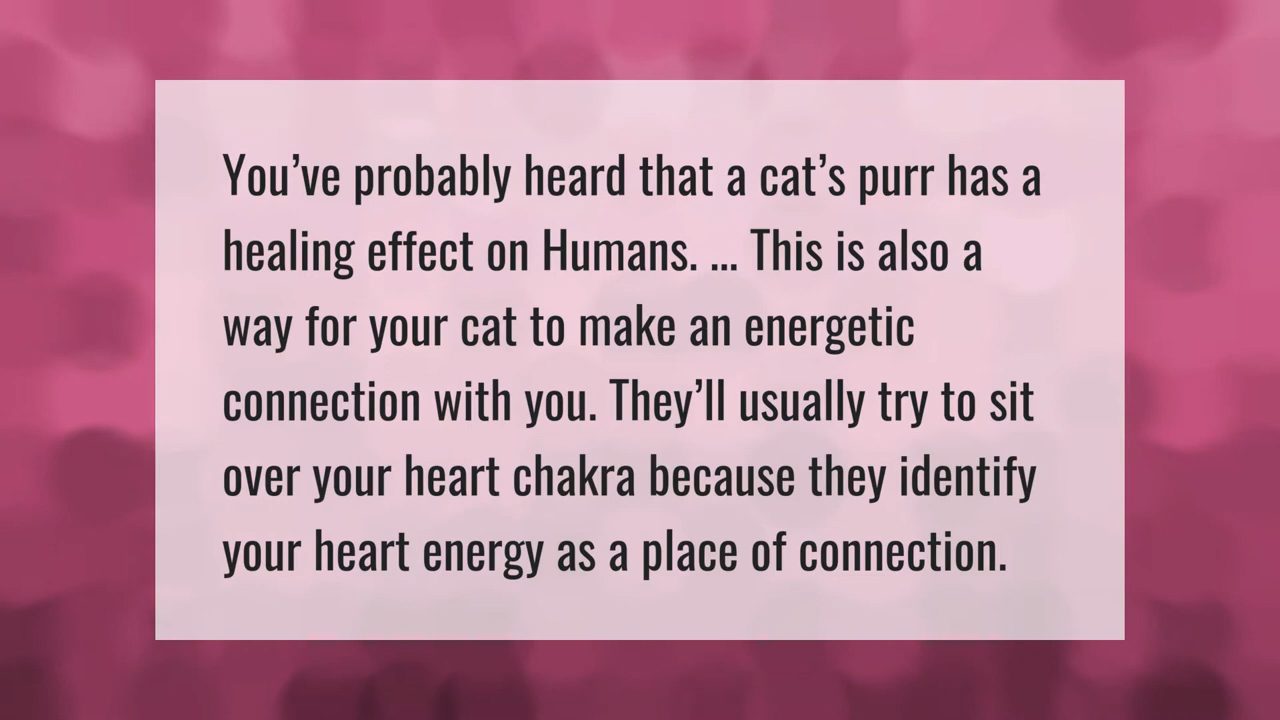 You’ve probably heard that a cat’s purr has a
healing effect on Humans. ... This is also a
way for your cat to make an energetic
connection with you. They’ll usually try to sit
over your heart chakra because they identify
your heart energy as a place of connection.